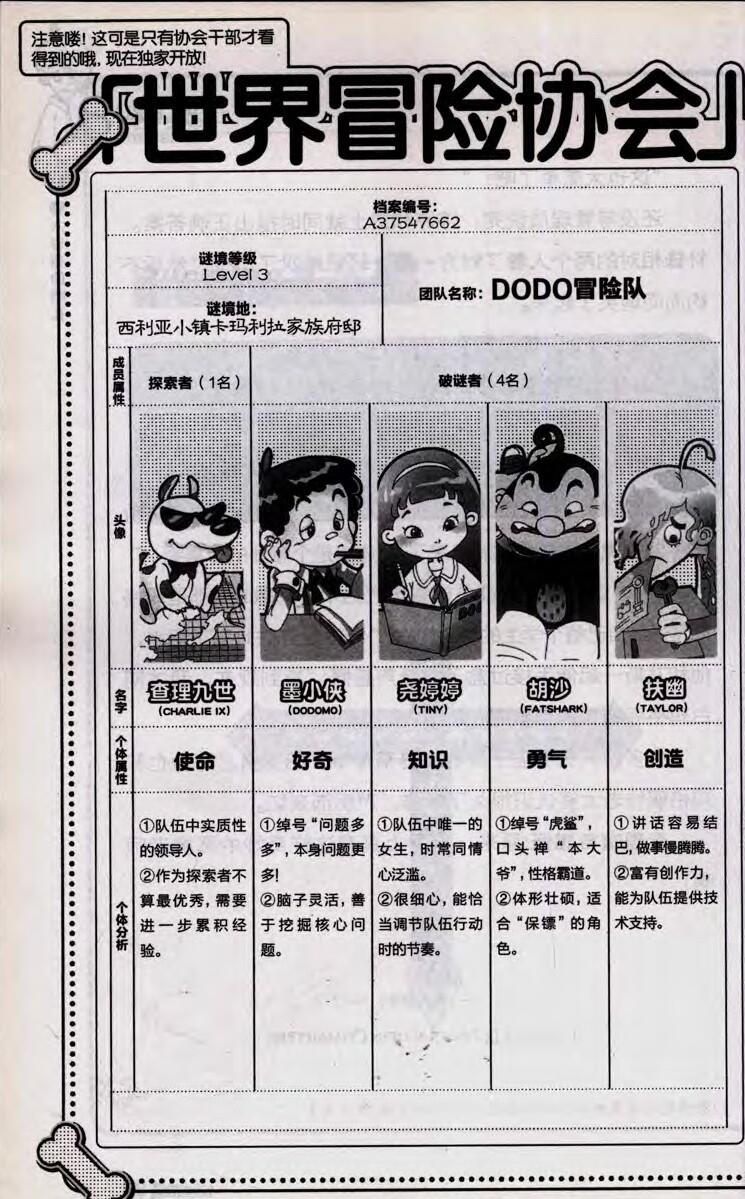 注意喽！这可是只有协会干部才看
得到的哦，现在独家开放！
「世界冒险协会」
档案编号：
A37547662
谜境等级
Level 3
谜境地：
西利亚小镇卡玛利拉家族府邸
团队名称：DODO冒险队
成员属性
探索者（1名）
破谜者（4名）
头像
名字
查理九世
(CHARLIE IX)
墨小侠
(DODOMO)
尧婷婷
(TINY)
胡沙
(FATSHARK)
扶幽
(TAYLOR)
个体属性
使命
好奇
知识
勇气
创造
个体分析
①队伍中实质性
的领导人。
②作为探索者不
算最优秀，需要
进一步累积经
验。
①绰号“问题多
多”，本身问题更
多！
②脑子灵活，善
于挖掘核心问
题。
①队伍中唯一的
女生，时常同情
心泛滥。
②很细心，能恰
当调节队伍行动
时的节奏。
①绰号“虎鲨”，
口头禅“本大
爷”，性格霸道。
②体形壮硕，适
合“保镖”的角
色。
①讲话容易结
巴，做事慢腾腾。
②富有创作力，
能为队伍提供技
术支持。